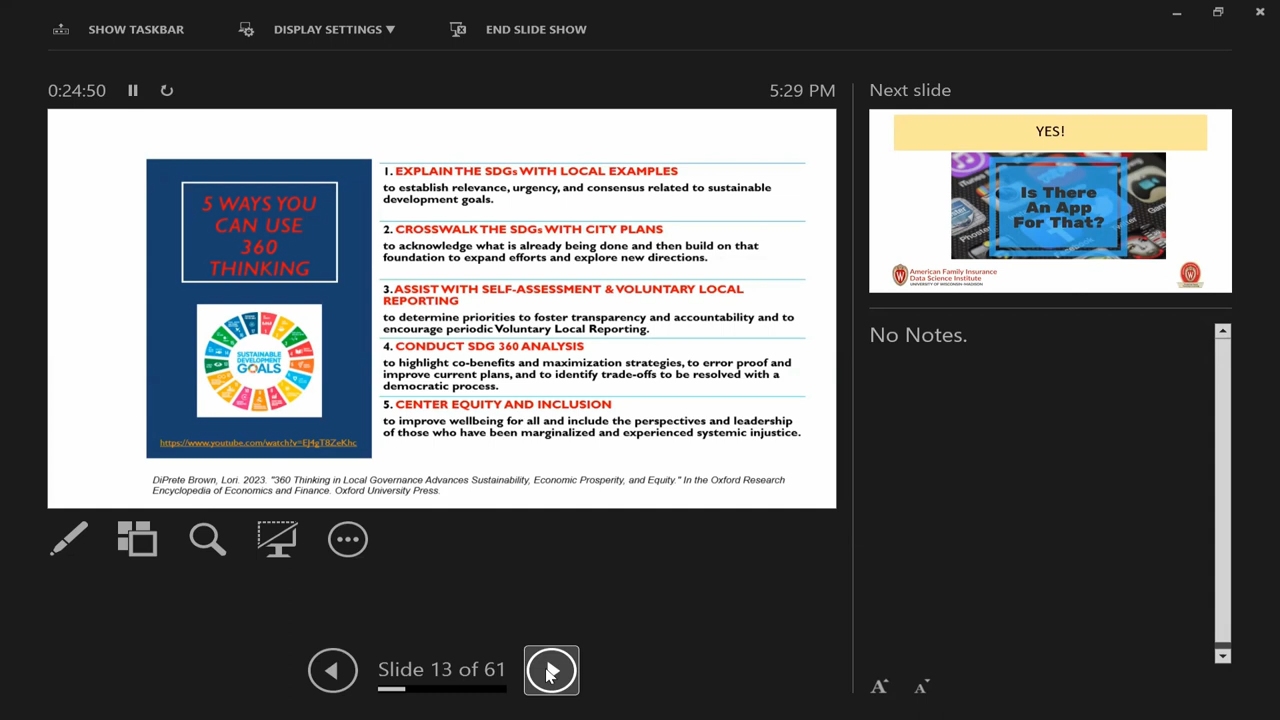 SHOW TASKBAR
DISPLAY SETTINGS ▼
END SLIDE SHOW
0:24:50
5:29 PM
5 WAYS YOU
CAN USE
360
THINKING
SUSTAINABLE
DEVELOPMENT
GOALS
https://www.youtube.com/watch?v=EJ4gT8ZeKhc
1. EXPLAIN THE SDGs WITH LOCAL EXAMPLES
to establish relevance, urgency, and consensus related to sustainable
development goals.
2. CROSSWALK THE SDGs WITH CITY PLANS
to acknowledge what is already being done and then build on that
foundation to expand efforts and explore new directions.
3. ASSIST WITH SELF-ASSESSMENT & VOLUNTARY LOCAL
REPORTING
to determine priorities to foster transparency and accountability and to
encourage periodic Voluntary Local Reporting.
4. CONDUCT SDG 360 ANALYSIS
to highlight co-benefits and maximization strategies, to error proof and
improve current plans, and to identify trade-offs to be resolved with a
democratic process.
5. CENTER EQUITY AND INCLUSION
to improve wellbeing for all and include the perspectives and leadership
of those who have been marginalized and experienced systemic injustice.
DiPrete Brown, Lori. 2023. "360 Thinking in Local Governance Advances Sustainability, Economic Prosperity, and Equity." In the Oxford Research
Encyclopedia of Economics and Finance. Oxford University Press.
Slide 13 of 61
Next slide
YES!
Is There
An App
For That?
American Family Insurance
Data Science Institute
UNIVERSITY OF WISCONSIN-MADISON
No Notes.
A A